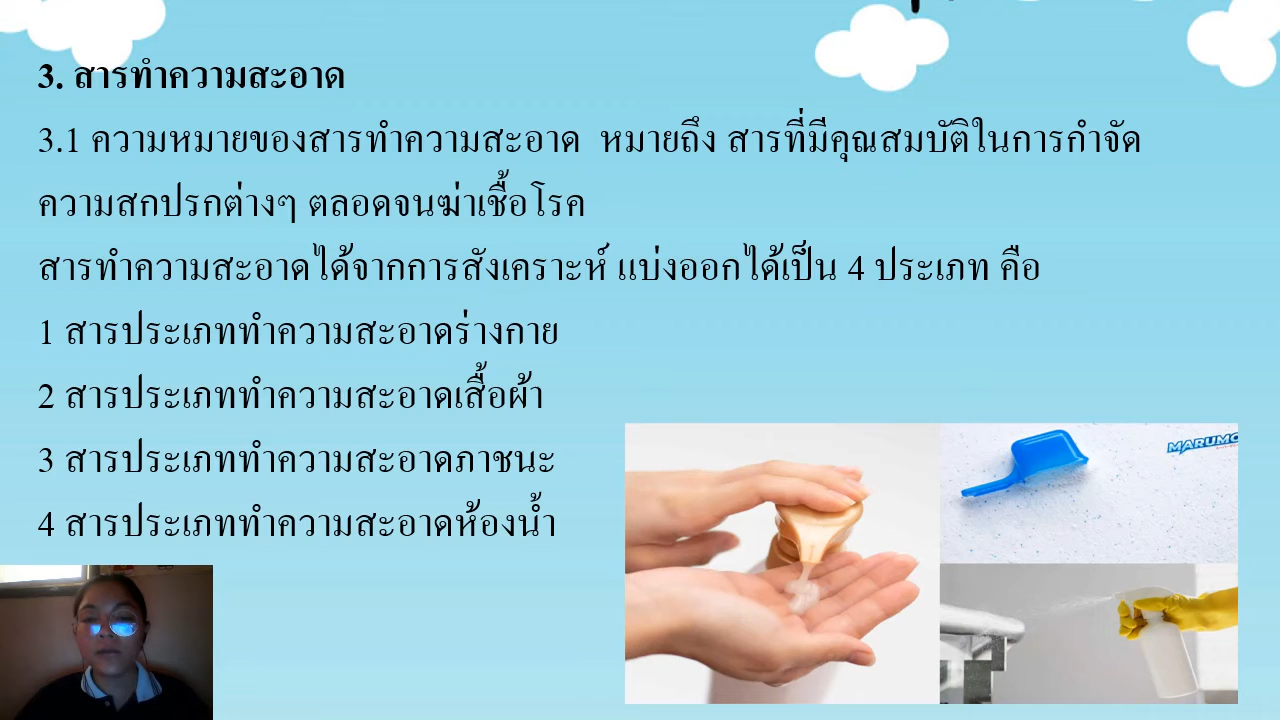 3. สารทำความสะอาด
3.1 ความหมายของสารทำความสะอาด หมายถึง สารที่มีคุณสมบัติในการกำจัด
ความสกปรกต่างๆ ตลอดจนฆ่าเชื้อโรค
สารทำความสะอาดได้จากการสังเคราะห์ แบ่งออกได้เป็น 4 ประเภท คือ
1 สารประเภททำความสะอาดร่างกาย
2 สารประเภททำความสะอาดเสื้อผ้า
3 สารประเภททำความสะอาดภาชนะ
4 สารประเภททำความสะอาดห้องน้ำ